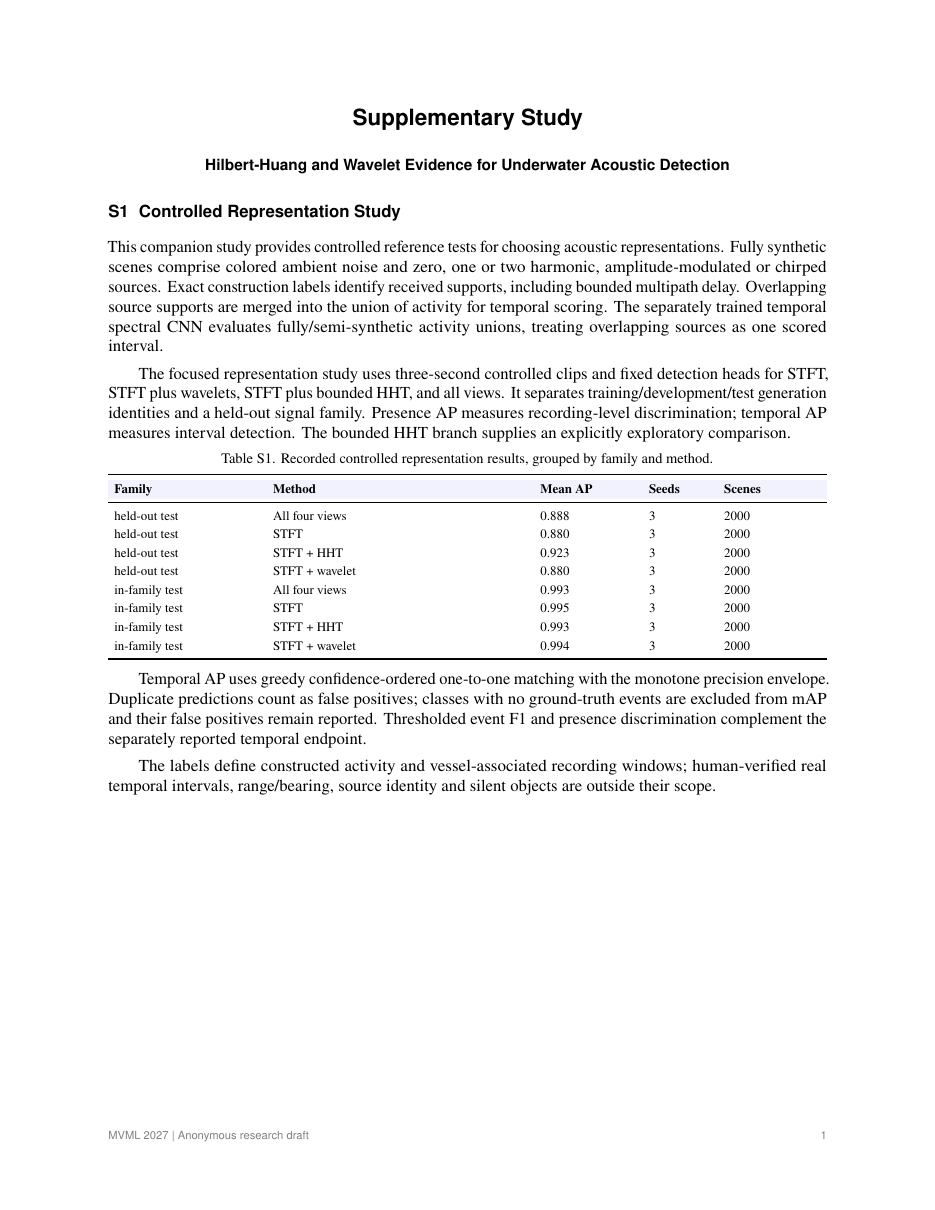 Supplementary Study
Hilbert-Huang and Wavelet Evidence for Underwater Acoustic Detection
S1 Controlled Representation Study
This companion study provides controlled reference tests for choosing acoustic representations. Fully synthetic
scenes comprise colored ambient noise and zero, one or two harmonic, amplitude-modulated or chirped
sources. Exact construction labels identify received supports, including bounded multipath delay. Overlapping
source supports are merged into the union of activity for temporal scoring. The separately trained temporal
spectral CNN evaluates fully/semi-synthetic activity unions, treating overlapping sources as one scored
interval.
The focused representation study uses three-second controlled clips and fixed detection heads for STFT,
STFT plus wavelets, STFT plus bounded HHT, and all views. It separates training/development/test generation
identities and a held-out signal family. Presence AP measures recording-level discrimination; temporal AP
measures interval detection. The bounded HHT branch supplies an explicitly exploratory comparison.
Table S1. Recorded controlled representation results, grouped by family and method.
Family Method Mean AP Seeds Scenes
held-out test All four views 0.888 3 2000
held-out test STFT 0.880 3 2000
held-out test STFT + HHT 0.923 3 2000
held-out test STFT + wavelet 0.880 3 2000
in-family test All four views 0.993 3 2000
in-family test STFT 0.995 3 2000
in-family test STFT + HHT 0.993 3 2000
in-family test STFT + wavelet 0.994 3 2000
Temporal AP uses greedy confidence-ordered one-to-one matching with the monotone precision envelope.
Duplicate predictions count as false positives; classes with no ground-truth events are excluded from mAP
and their false positives remain reported. Thresholded event F1 and presence discrimination complement the
separately reported temporal endpoint.
The labels define constructed activity and vessel-associated recording windows; human-verified real
temporal intervals, range/bearing, source identity and silent objects are outside their scope.
MVML 2027 | Anonymous research draft 1